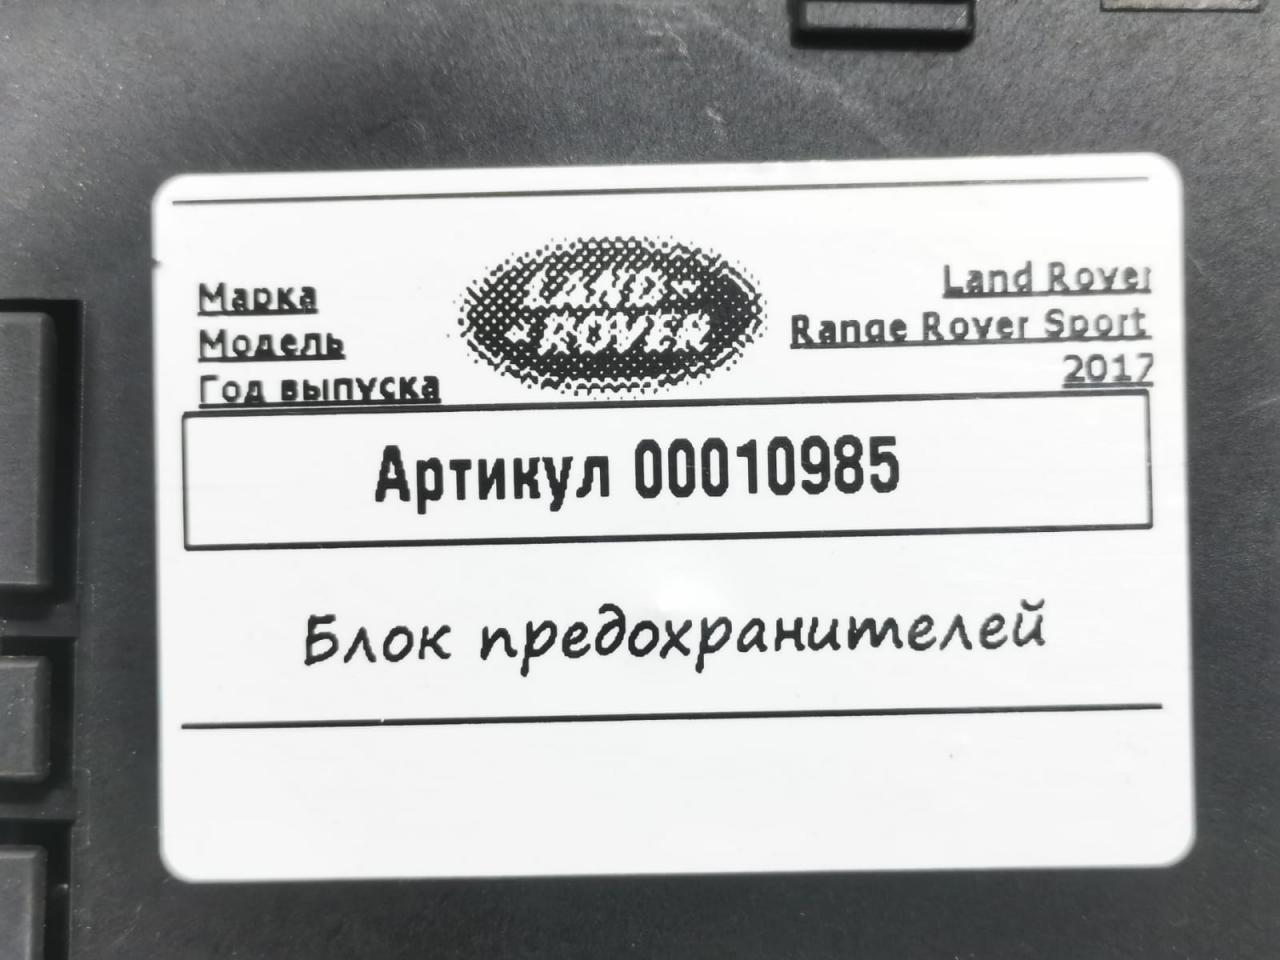 Марка Land Rover
LAND-
-ROVER
Модель Range Rover Sport
Год выпуска 2017
Артикул 00010985
Блок предохранителей